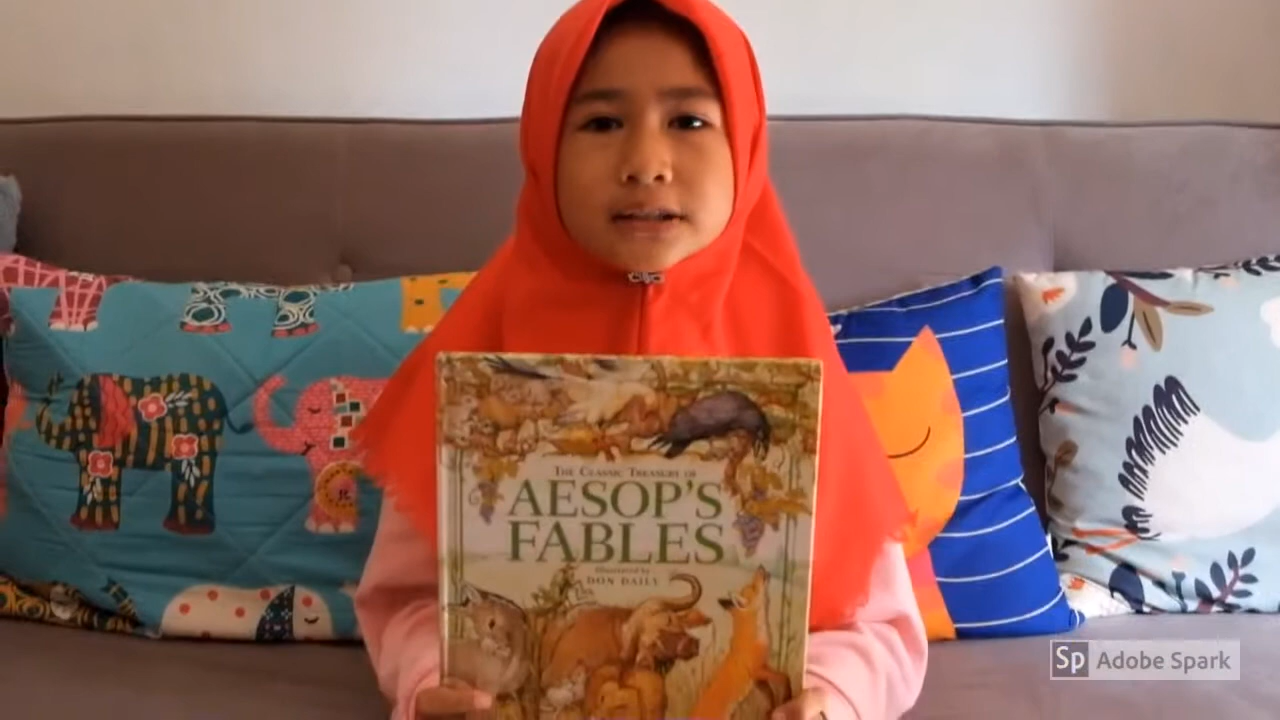 THE CLASSIC TREASURY OF
AESOP'S
FABLES
Illustrated by
DON DAILY
Sp Adobe Spark